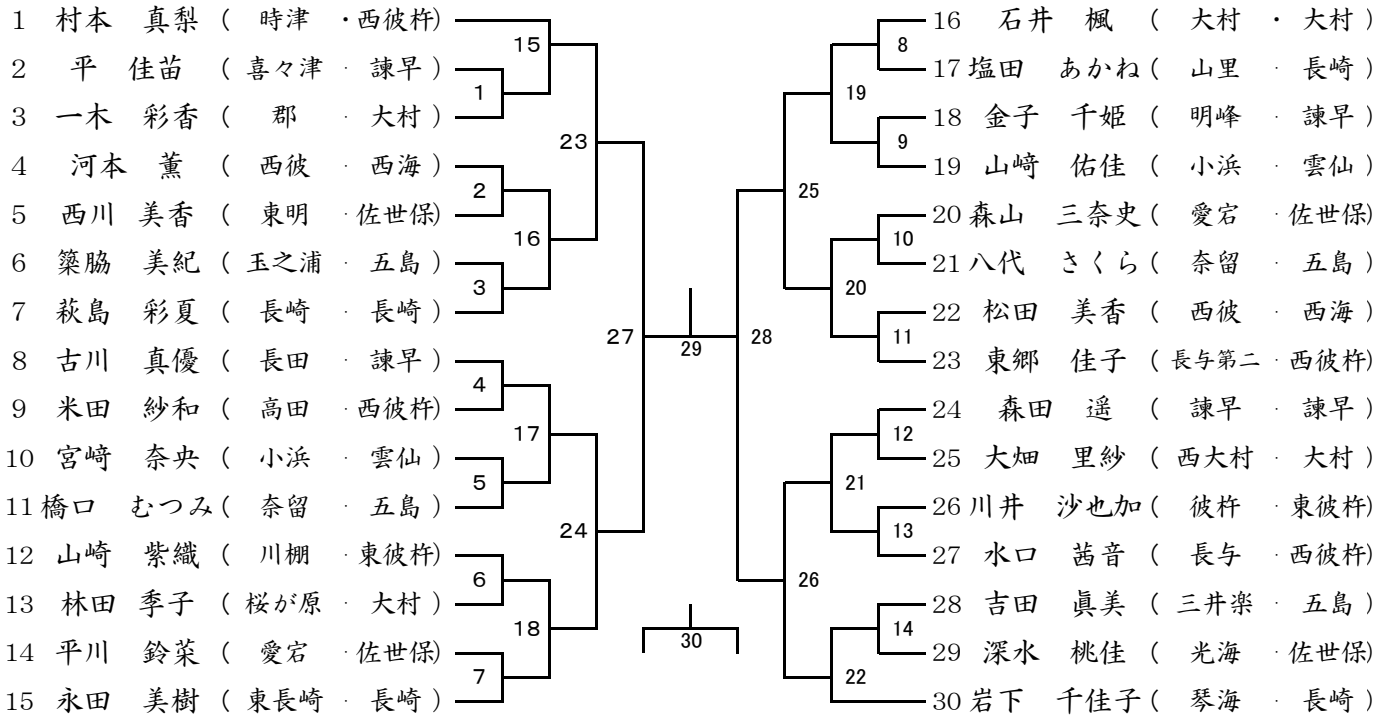 1 村本 真梨 ( 時津 ・西彼杵)
2 平 佳苗 ( 喜々津 ・ 諫早 )
3 一木 彩香 ( 郡 ・ 大村 )
4 河本 薫 ( 西彼 ・ 西海 )
5 西川 美香 ( 東明 ・佐世保)
6 簗脇 美紀 ( 玉之浦 ・ 五島 )
7 萩島 彩夏 ( 長崎 ・ 長崎 )
8 古川 真優 ( 長田 ・ 諫早 )
9 米田 紗和 ( 高田 ・西彼杵)
10 宮﨑 奈央 ( 小浜 ・ 雲仙 )
11 橋口 むつみ ( 奈留 ・ 五島 )
12 山崎 紫織 ( 川棚 ・東彼杵)
13 林田 季子 ( 桜が原 ・ 大村 )
14 平川 鈴菜 ( 愛宕 ・佐世保)
15 永田 美樹 ( 東長崎 ・ 長崎 )
15
1
23
2
16
3
27
4
17
5
24
6
18
7
29
30
28
8
19
9
25
10
20
11
12
21
13
26
14
22
16 石井 楓 ( 大村 ・ 大村 )
17 塩田 あかね ( 山里 ・ 長崎 )
18 金子 千姫 ( 明峰 ・ 諫早 )
19 山﨑 佑佳 ( 小浜 ・ 雲仙 )
20 森山 三奈史 ( 愛宕 ・佐世保)
21 八代 さくら ( 奈留 ・ 五島 )
22 松田 美香 ( 西彼 ・ 西海 )
23 東郷 佳子 ( 長与第二 ・西彼杵)
24 森田 遥 ( 諫早 ・ 諫早 )
25 大畑 里紗 ( 西大村 ・ 大村 )
26 川井 沙也加 ( 彼杵 ・東彼杵)
27 水口 茜音 ( 長与 ・西彼杵)
28 吉田 眞美 ( 三井楽 ・ 五島 )
29 深水 桃佳 ( 光海 ・佐世保)
30 岩下 千佳子 ( 琴海 ・ 長崎 )